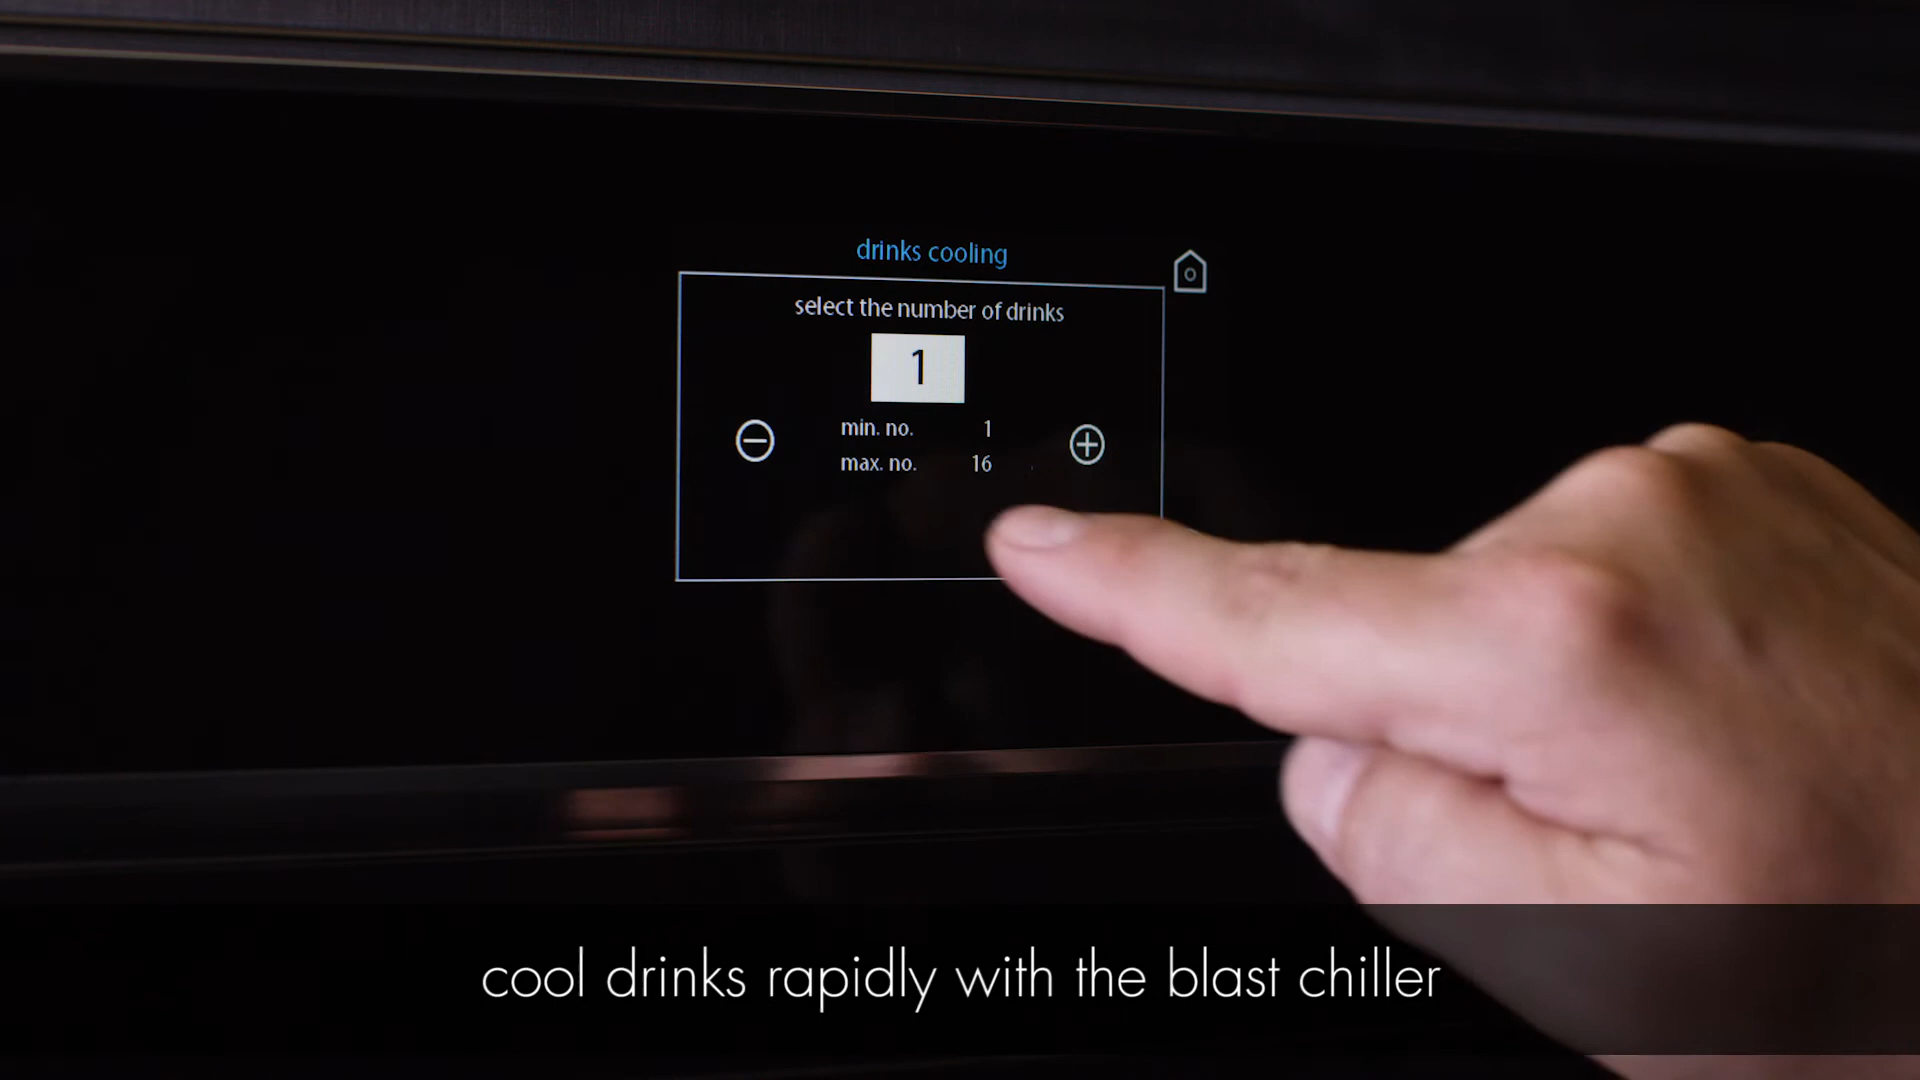 drinks cooling
select the number of drinks
1
min. no. 1
max. no. 16
cool drinks rapidly with the blast chiller